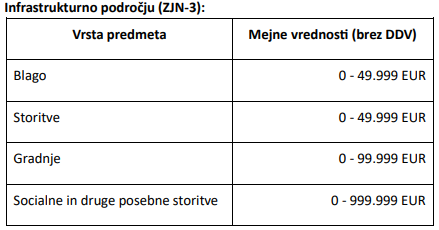 Infrastrukturno področju (ZJN-3):
Vrsta predmeta Mejne vrednosti (brez DDV)
Blago 0 - 49.999 EUR
Storitve 0 - 49.999 EUR
Gradnje 0 - 99.999 EUR
Socialne in druge posebne storitve 0 - 999.999 EUR